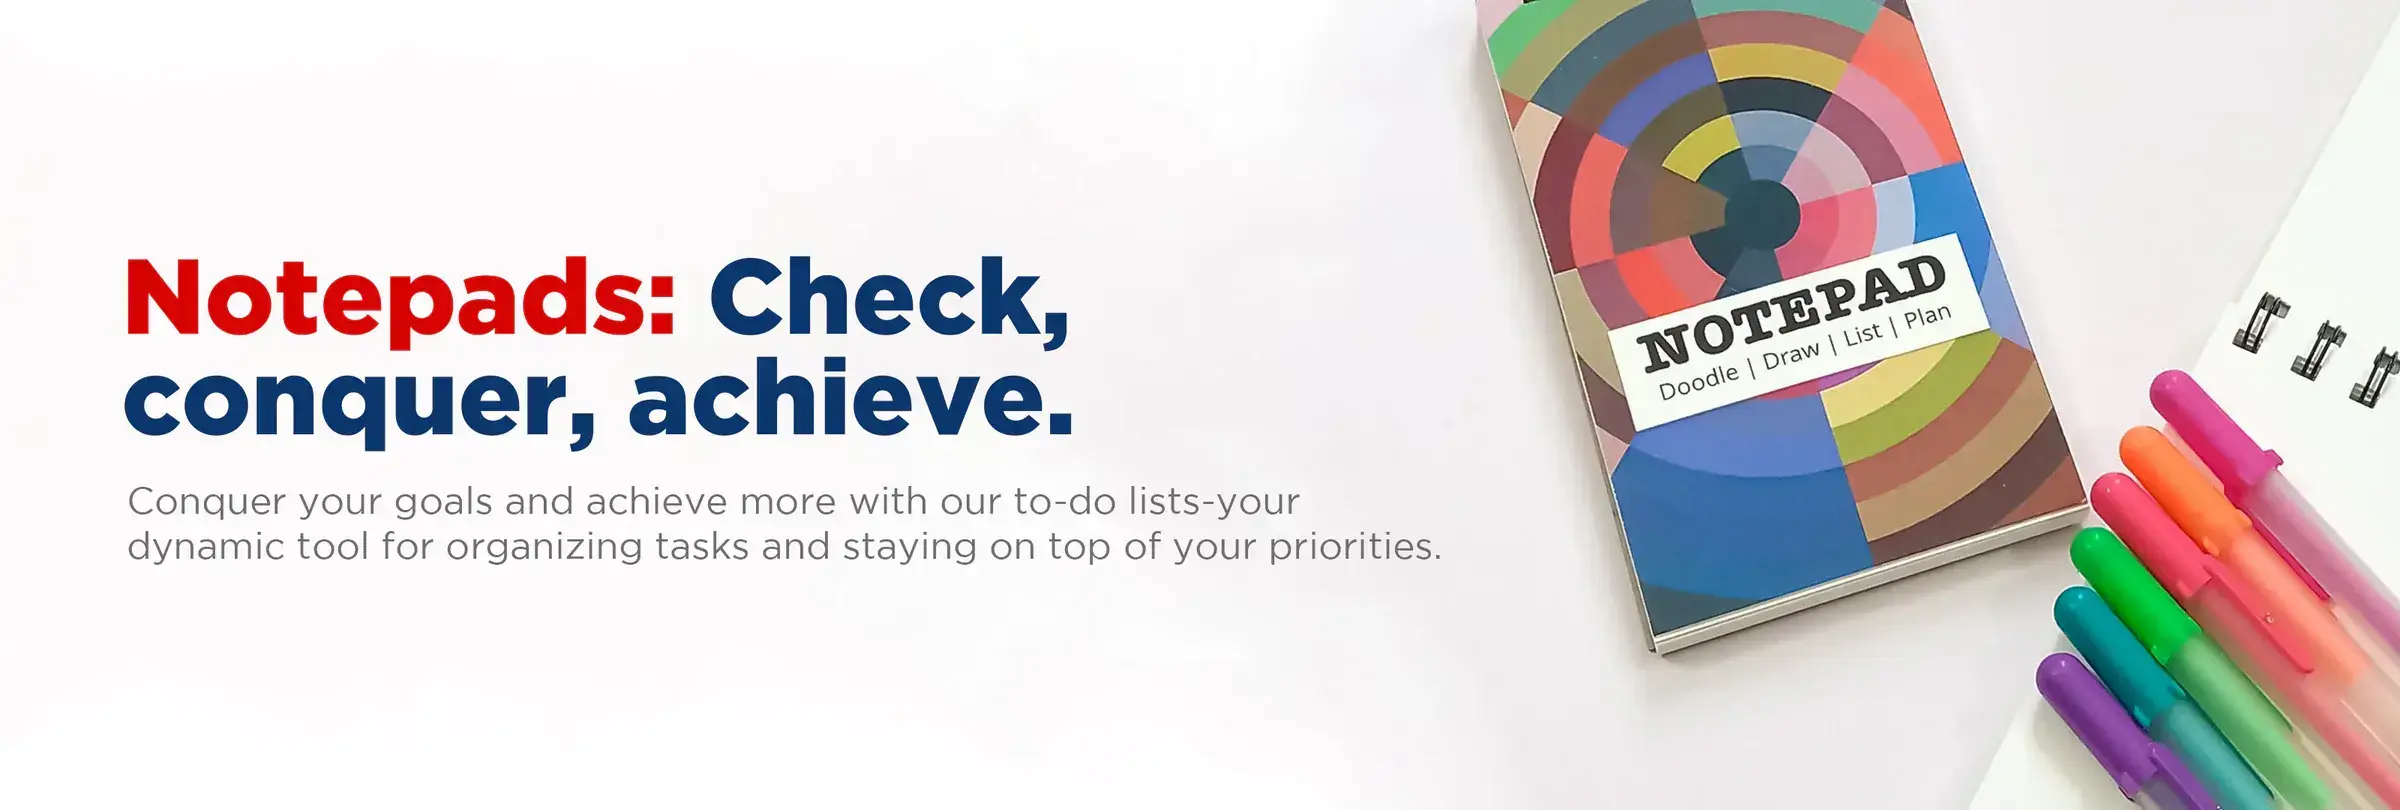 Notepads: Check,
conquer, achieve.
Conquer your goals and achieve more with our to-do lists-your
dynamic tool for organizing tasks and staying on top of your priorities.
NOTEPAD
Doodle | Draw | List | Plan